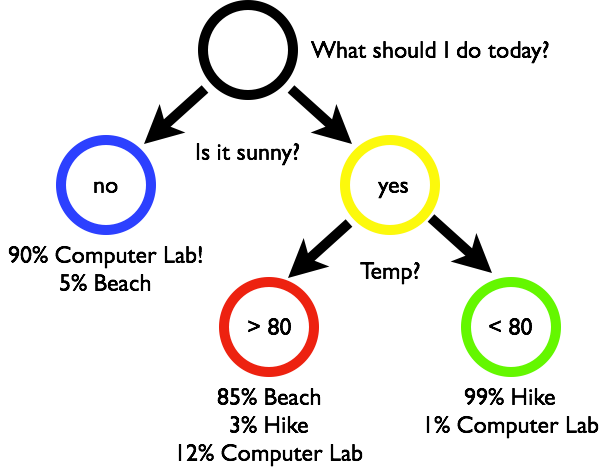 What should I do today?
Is it sunny?
no
yes
90% Computer Lab!
5% Beach
Temp?
> 80
< 80
85% Beach
3% Hike
12% Computer Lab
99% Hike
1% Computer Lab